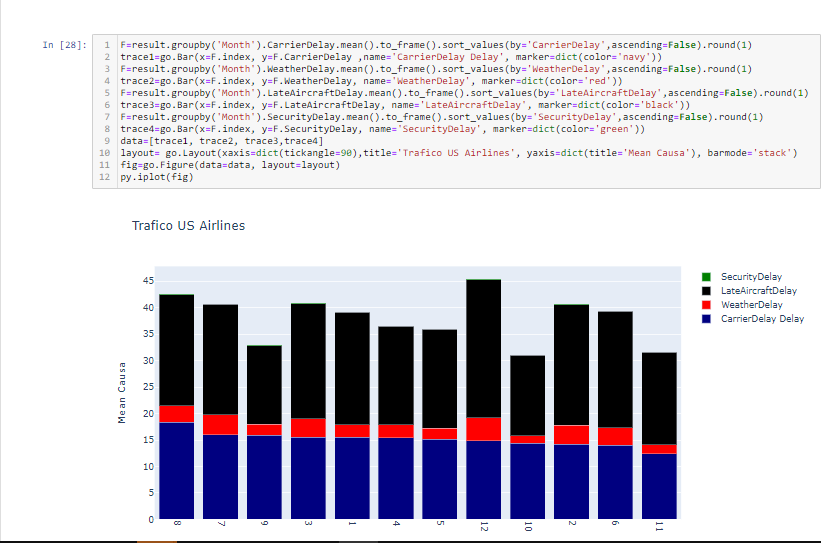 In [28]:
1 F=result.groupby('Month').CarrierDelay.mean().to_frame().sort_values(by='CarrierDelay',ascending=False).round(1)
2 trace1=go.Bar(x=F.index, y=F.CarrierDelay ,name='CarrierDelay Delay', marker=dict(color='navy'))
3 F=result.groupby('Month').WeatherDelay.mean().to_frame().sort_values(by='WeatherDelay',ascending=False).round(1)
4 trace2=go.Bar(x=F.index, y=F.WeatherDelay, name='WeatherDelay', marker=dict(color='red'))
5 F=result.groupby('Month').LateAircraftDelay.mean().to_frame().sort_values(by='LateAircraftDelay',ascending=False).round(1)
6 trace3=go.Bar(x=F.index, y=F.LateAircraftDelay, name='LateAircraftDelay', marker=dict(color='black'))
7 F=result.groupby('Month').SecurityDelay.mean().to_frame().sort_values(by='SecurityDelay',ascending=False).round(1)
8 trace4=go.Bar(x=F.index, y=F.SecurityDelay, name='SecurityDelay', marker=dict(color='green'))
9 data=[trace1, trace2, trace3,trace4]
10 layout= go.Layout(xaxis=dict(tickangle=90),title='Trafico US Airlines', yaxis=dict(title='Mean Causa'), barmode='stack')
11 fig=go.Figure(data=data, layout=layout)
12 py.iplot(fig)
Trafico US Airlines
SecurityDelay
LateAircraftDelay
WeatherDelay
CarrierDelay Delay
Mean Causa
45
40
35
30
25
20
15
10
5
0
8 7 9 3 1 4 5 12 10 2 6 11